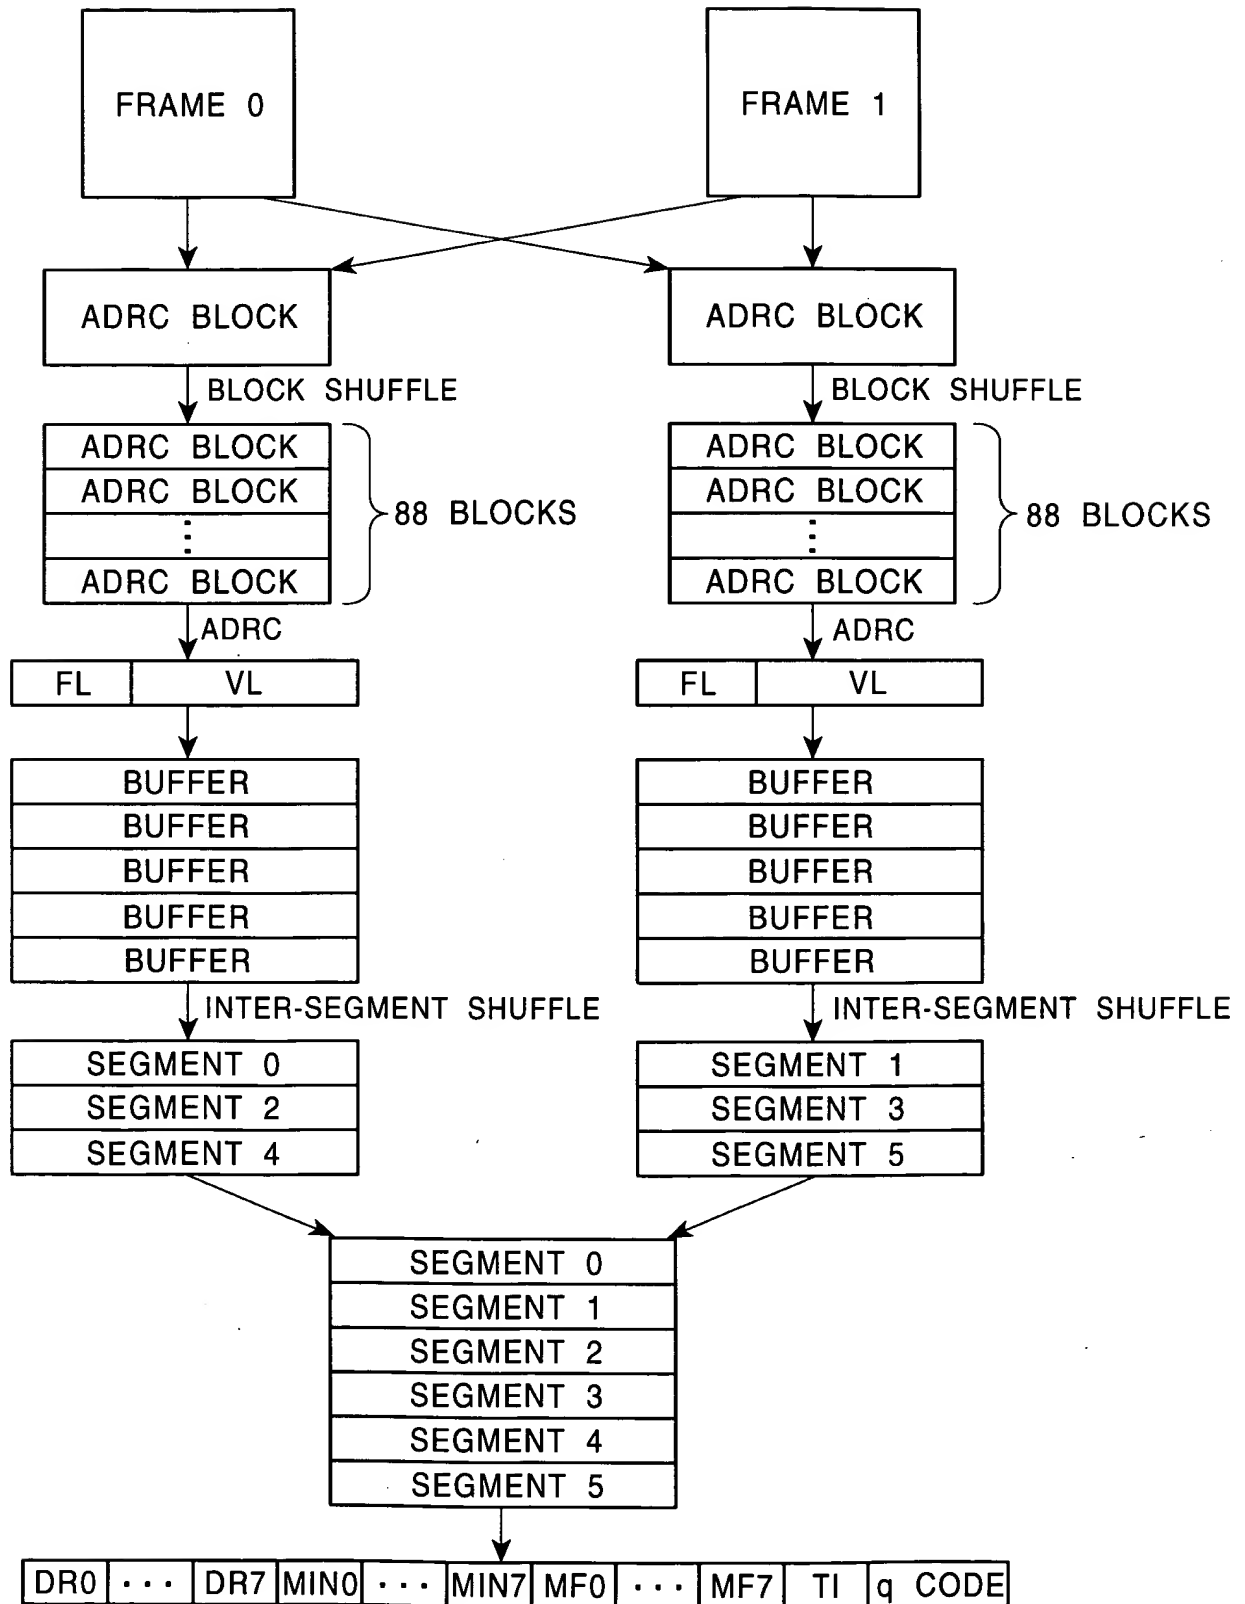 FRAME 0
FRAME 1
ADRC BLOCK
ADRC BLOCK
BLOCK SHUFFLE
BLOCK SHUFFLE
ADRC BLOCK
ADRC BLOCK
ADRC BLOCK
88 BLOCKS
ADRC BLOCK
ADRC BLOCK
ADRC BLOCK
88 BLOCKS
ADRC
ADRC
FL VL
FL VL
BUFFER
BUFFER
BUFFER
BUFFER
BUFFER
BUFFER
BUFFER
BUFFER
BUFFER
BUFFER
INTER-SEGMENT SHUFFLE
INTER-SEGMENT SHUFFLE
SEGMENT 0
SEGMENT 2
SEGMENT 4
SEGMENT 1
SEGMENT 3
SEGMENT 5
SEGMENT 0
SEGMENT 1
SEGMENT 2
SEGMENT 3
SEGMENT 4
SEGMENT 5
DR0 ··· DR7 MIN0 ··· MIN7 MF0 ··· MF7 TI q CODE